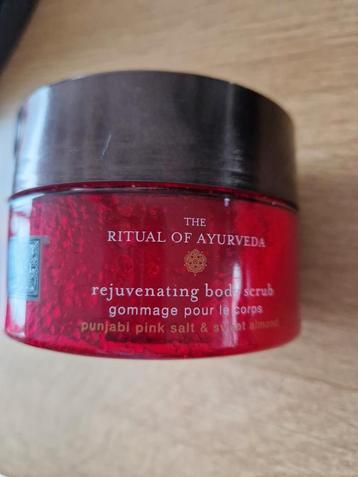 THE
RITUAL OF AYURVEDA
rejuvenating body scrub
gommage pour le corps
punjabi pink salt & sweet almond